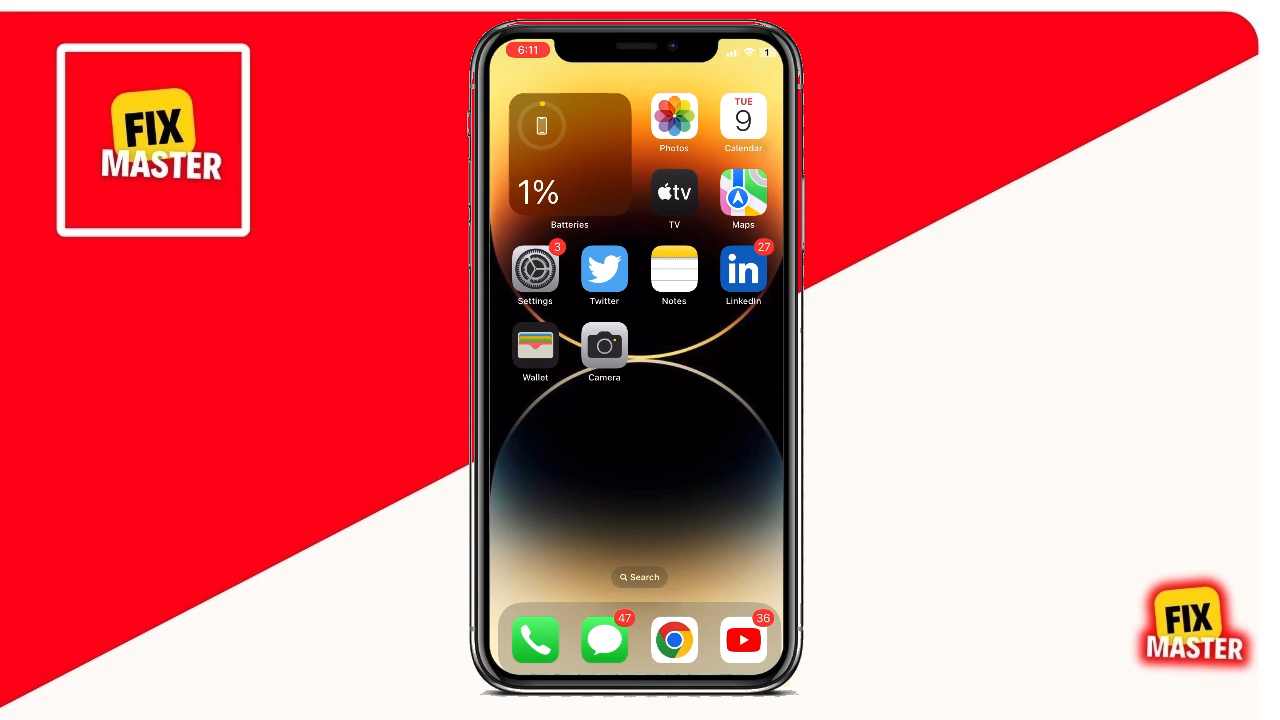 FIX
MASTER
6:11
1
1%
Batteries
Photos
TUE
9
Calendar
tv
TV
Maps
3
Settings
Twitter
Notes
27
in
LinkedIn
Wallet
Camera
Search
47
36
FIX
MASTER